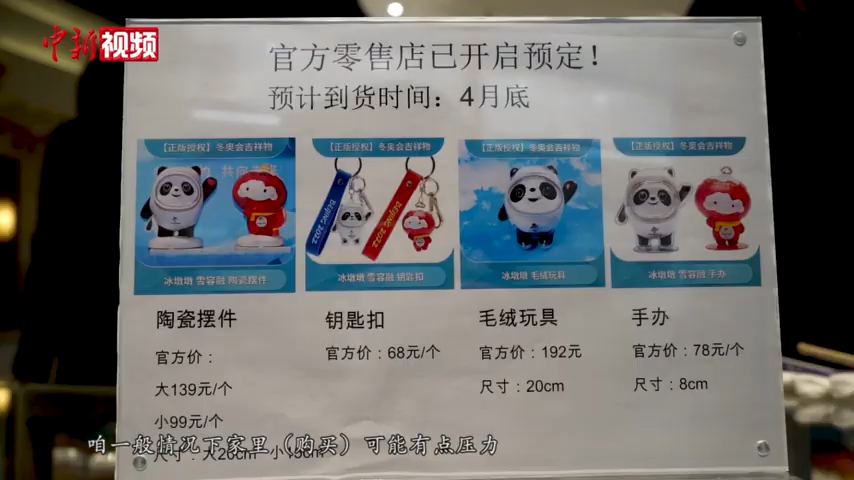 中新视频
官方零售店已开启预定！
预计到货时间：4月底
【正版授权】冬奥会吉祥物
冰墩墩 雪容融 陶瓷摆件
【正版授权】冬奥会吉祥物
Beijing 2022
Beijing 2022
冰墩墩 雪容融 钥匙扣
【正版授权】冬奥会吉祥物
冰墩墩 毛绒玩具
【正版授权】冬奥会吉祥物
冰墩墩 雪容融 手办
陶瓷摆件
官方价：
大139元/个
小99元/个
钥匙扣
官方价：68元/个
毛绒玩具
官方价：192元
尺寸：20cm
手办
官方价：78元/个
尺寸：8cm
咱一般情况下家里（购买）可能有点压力